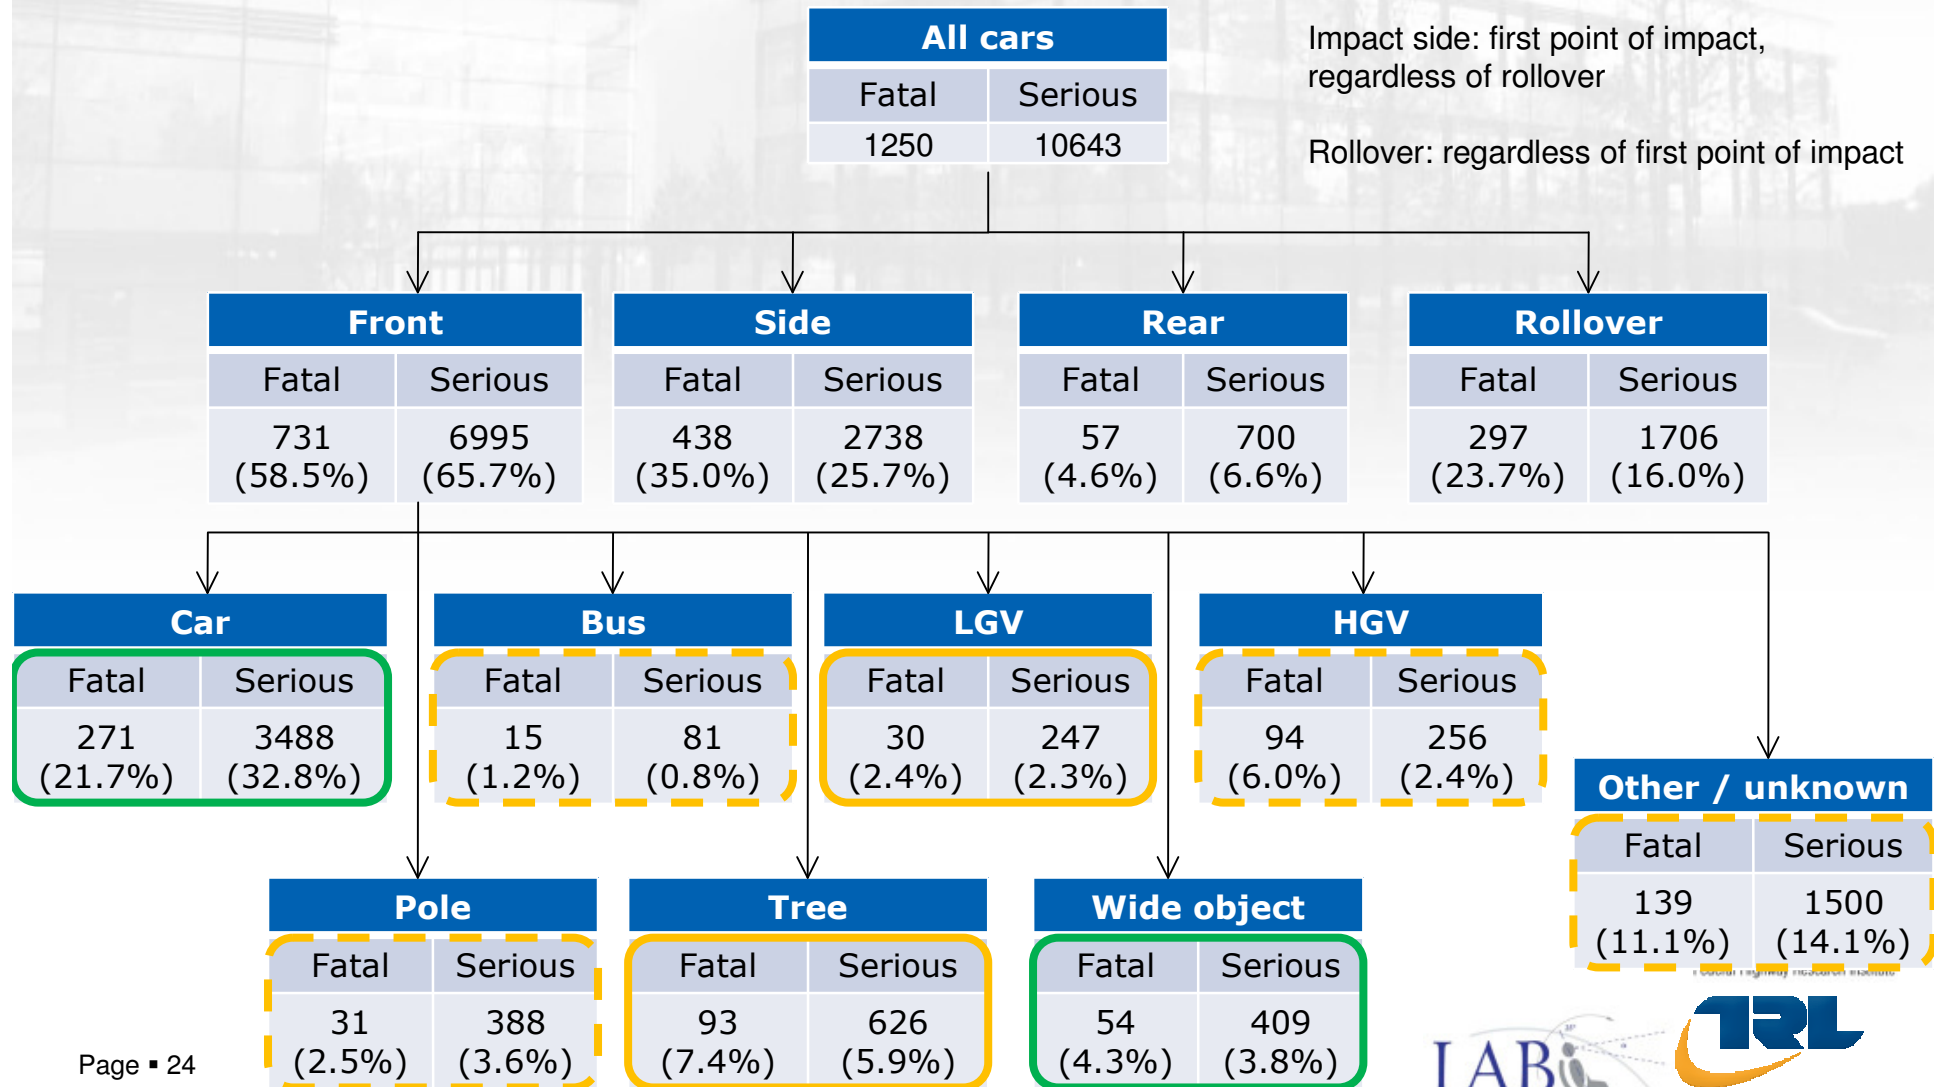 All cars
Fatal Serious
1250 10643
Impact side: first point of impact,
regardless of rollover
Rollover: regardless of first point of impact
Front
Fatal Serious
731 6995
(58.5%) (65.7%)
Side
Fatal Serious
438 2738
(35.0%) (25.7%)
Rear
Fatal Serious
57 700
(4.6%) (6.6%)
Rollover
Fatal Serious
297 1706
(23.7%) (16.0%)
Car
Fatal Serious
271 3488
(21.7%) (32.8%)
Bus
Fatal Serious
15 81
(1.2%) (0.8%)
LGV
Fatal Serious
30 247
(2.4%) (2.3%)
HGV
Fatal Serious
94 256
(6.0%) (2.4%)
Other / unknown
Fatal Serious
139 1500
(11.1%) (14.1%)
Pole
Fatal Serious
31 388
(2.5%) (3.6%)
Tree
Fatal Serious
93 626
(7.4%) (5.9%)
Wide object
Fatal Serious
54 409
(4.3%) (3.8%)
Federal Highway Research Institute
LAB
TRL
Page ▪ 24